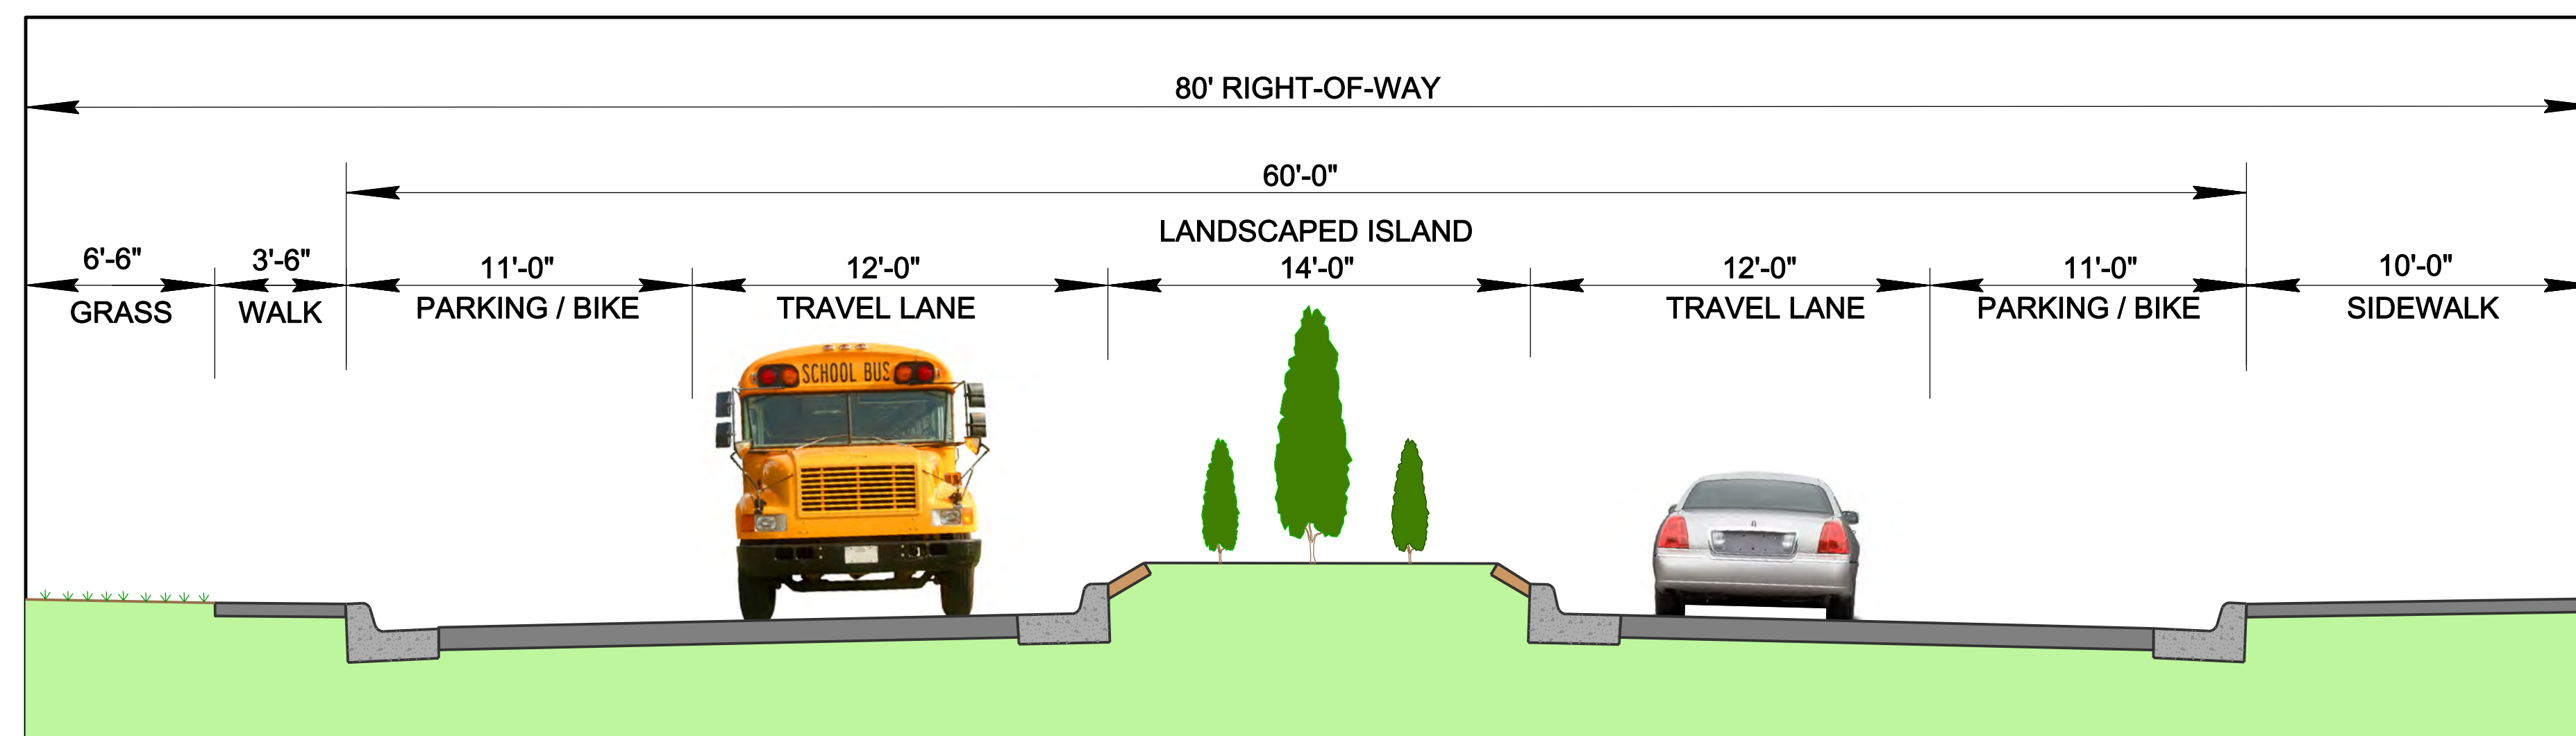 80' RIGHT-OF-WAY
60'-0"
LANDSCAPED ISLAND
6'-6" 3'-6" 11'-0" 12'-0" 14'-0" 12'-0" 11'-0" 10'-0"
GRASS WALK PARKING / BIKE TRAVEL LANE TRAVEL LANE PARKING / BIKE SIDEWALK
SCHOOL BUS